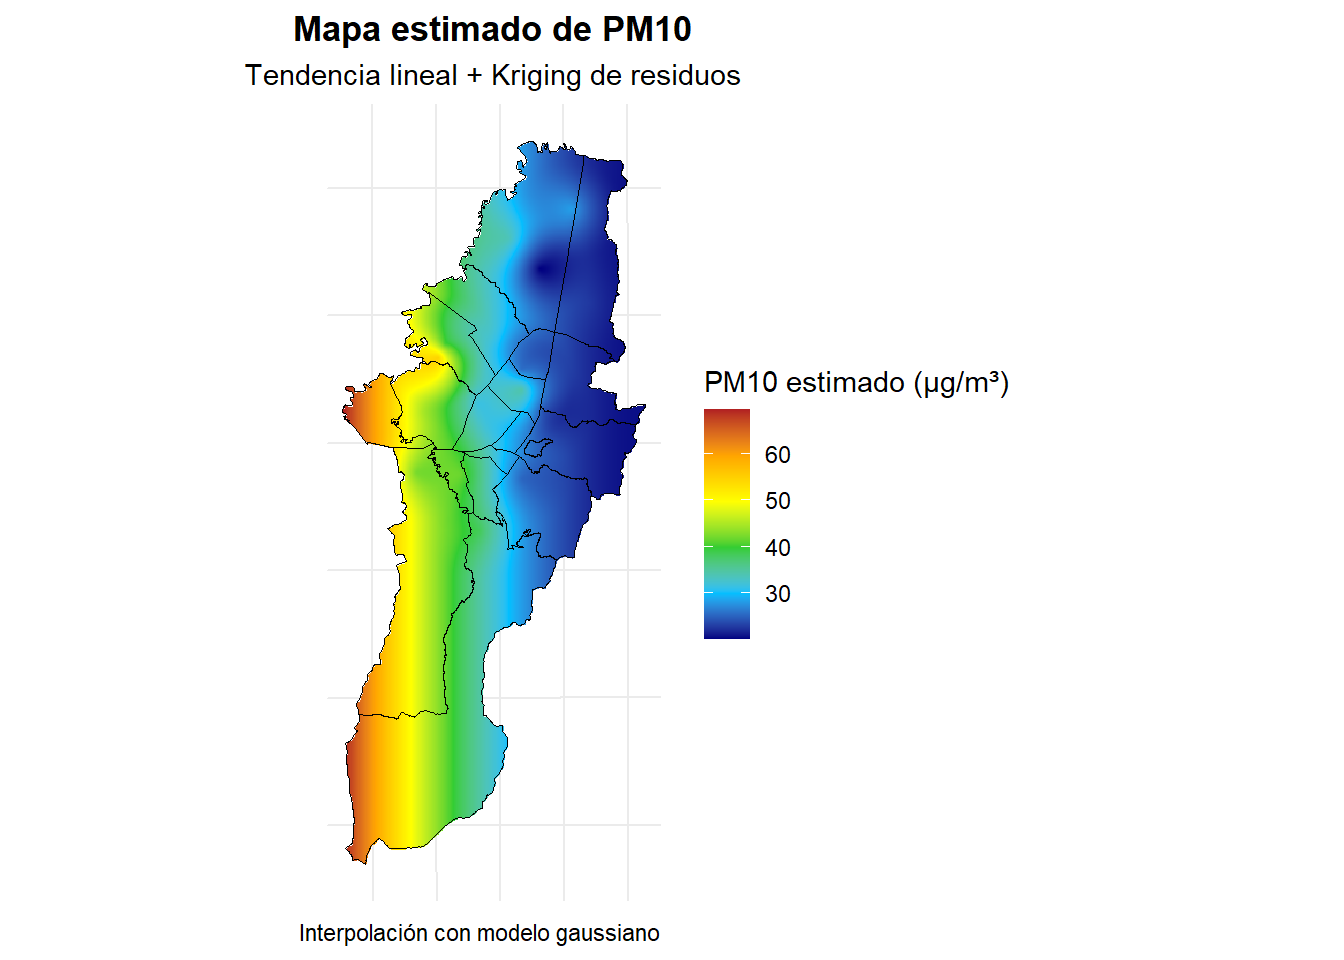 Mapa estimado de PM10
Tendencia lineal + Kriging de residuos
PM10 estimado (µg/m³)
60
50
40
30
Interpolación con modelo gaussiano